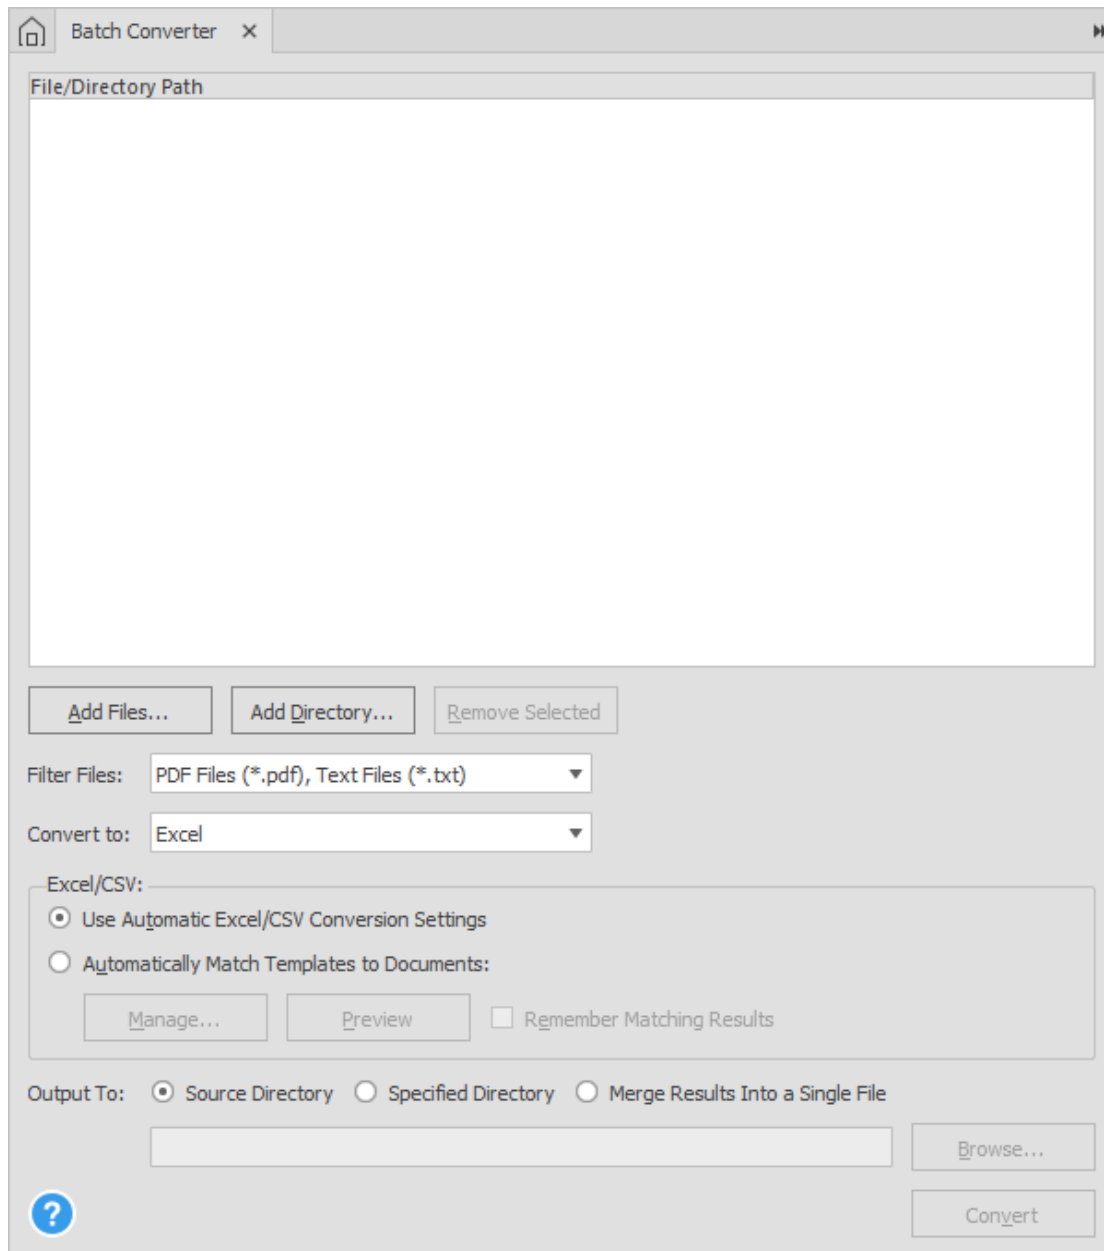 Batch Converter
File/Directory Path
Add Files... Add Directory... Remove Selected
Filter Files: PDF Files (*.pdf), Text Files (*.txt)
Convert to: Excel
Excel/CSV:
Use Automatic Excel/CSV Conversion Settings
Automatically Match Templates to Documents:
Manage... Preview Remember Matching Results
Output To: Source Directory Specified Directory Merge Results Into a Single File
Browse...
? Convert